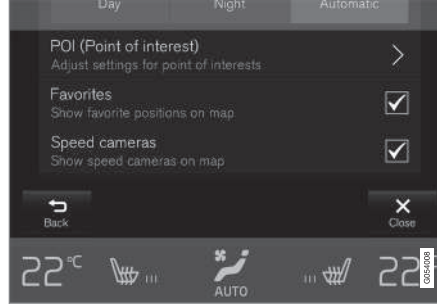 Day Night Automatic
POI (Point of interest)
Adjust settings for point of interests
Favorites
Show favorite positions on map
Speed cameras
Show speed cameras on map
Back Close
22°C 22
AUTO
G054008